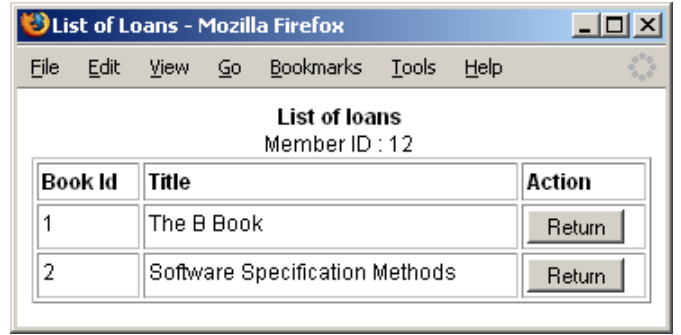 List of Loans - Mozilla Firefox
File Edit View Go Bookmarks Tools Help
List of loans
Member ID : 12
Book Id Title Action
1 The B Book Return
2 Software Specification Methods Return